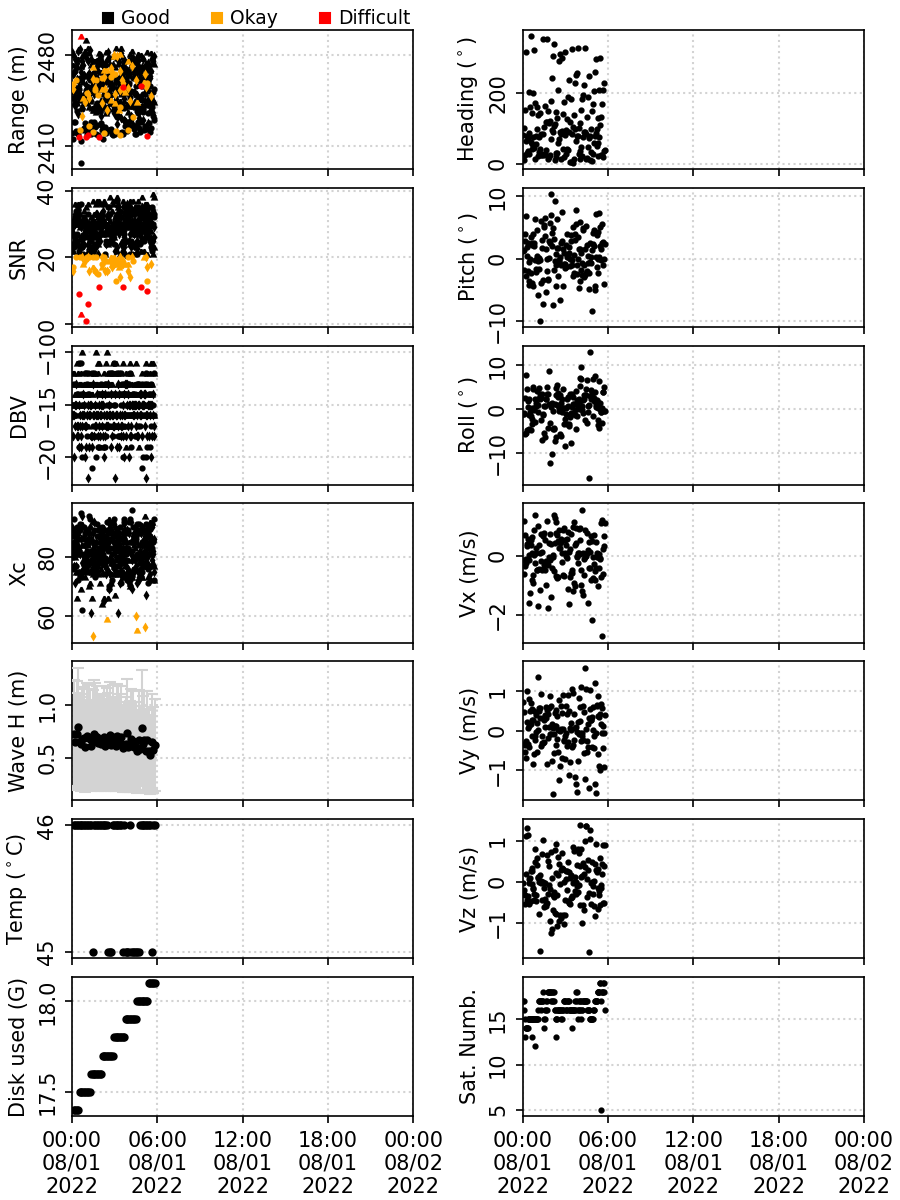 Good Okay Difficult
Range (m)
2480
2410
Heading (°)
200
0
SNR
40
20
0
Pitch (°)
10
0
−10
DBV
−10
−15
−20
Roll (°)
10
0
−10
Xc
80
60
Vx (m/s)
0
−2
Wave H (m)
1.0
0.5
Vy (m/s)
1
0
−1
Temp (°C)
46
45
Vz (m/s)
1
0
−1
Disk used (G)
18.0
17.5
Sat. Numb.
15
10
5
00:00 06:00 12:00 18:00 00:00
08/01 08/01 08/01 08/01 08/02
2022 2022 2022 2022 2022
00:00 06:00 12:00 18:00 00:00
08/01 08/01 08/01 08/01 08/02
2022 2022 2022 2022 2022